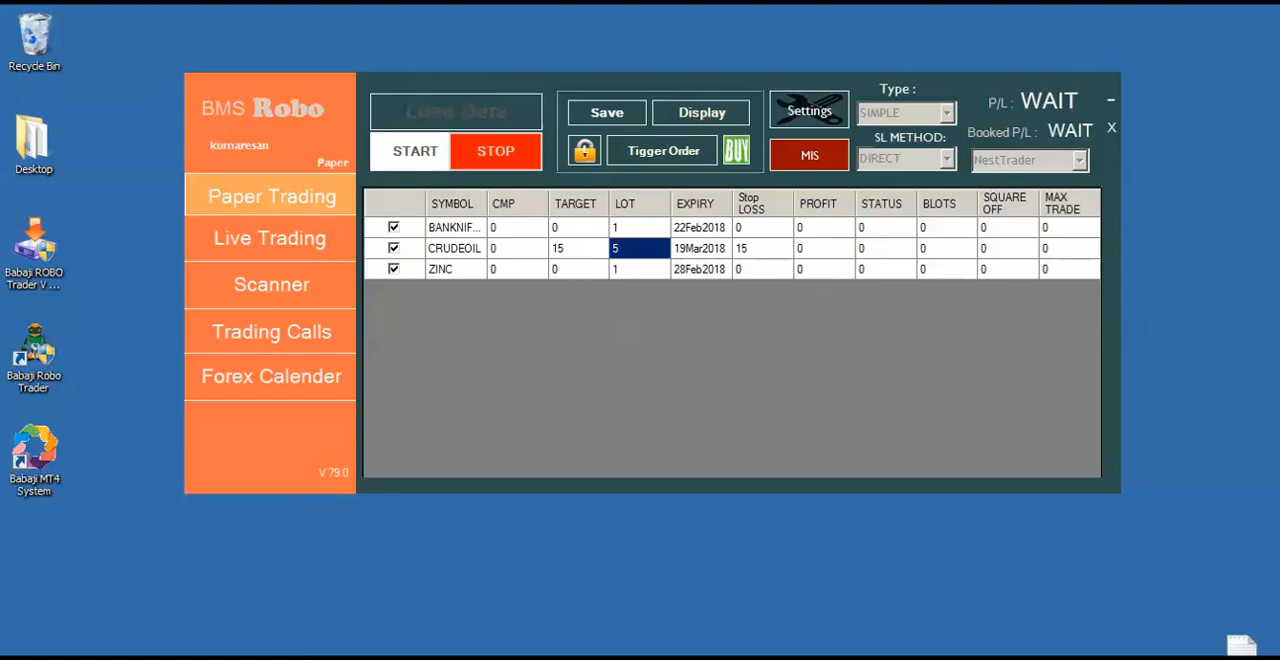 Recycle Bin
Desktop
Babaji ROBO
Trader V ...
Babaji Robo
Trader
Babaji MT4
System
BMS Robo
kumaresan
Paper
Paper Trading
Live Trading
Scanner
Trading Calls
Forex Calender
V 79.0
Load Data
START STOP
Save Display
Tigger Order BUY
Settings
MIS
Type :
SIMPLE
SL METHOD:
DIRECT
P/L : WAIT -
Booked P/L : WAIT X
NestTrader
SYMBOL CMP TARGET LOT EXPIRY Stop LOSS PROFIT STATUS BLOTS SQUARE OFF MAX TRADE
BANKNIF... 0 0 1 22Feb2018 0 0 0 0 0 0
CRUDEOIL 0 15 5 19Mar2018 15 0 0 0 0 0
ZINC 0 0 1 28Feb2018 0 0 0 0 0 0